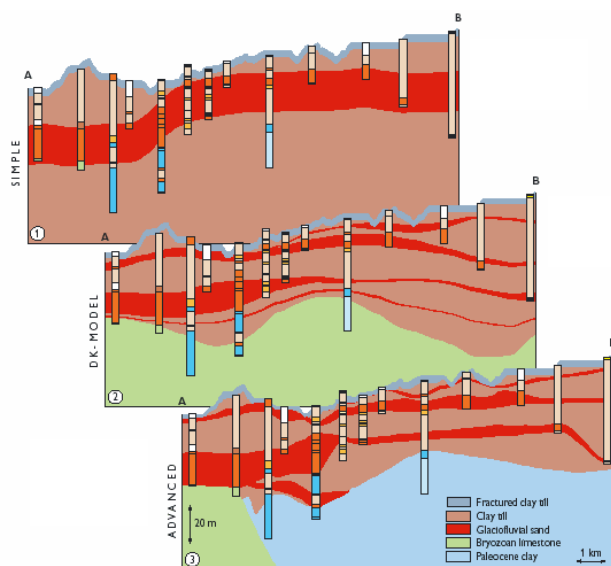 B
A
SIMPLE
1
B
A
DK-MODEL
2
A
ADVANCED
20 m
3
Fractured clay till
Clay till
Glaciofluvial sand
Bryozoan limestone
Paleocene clay
1 km